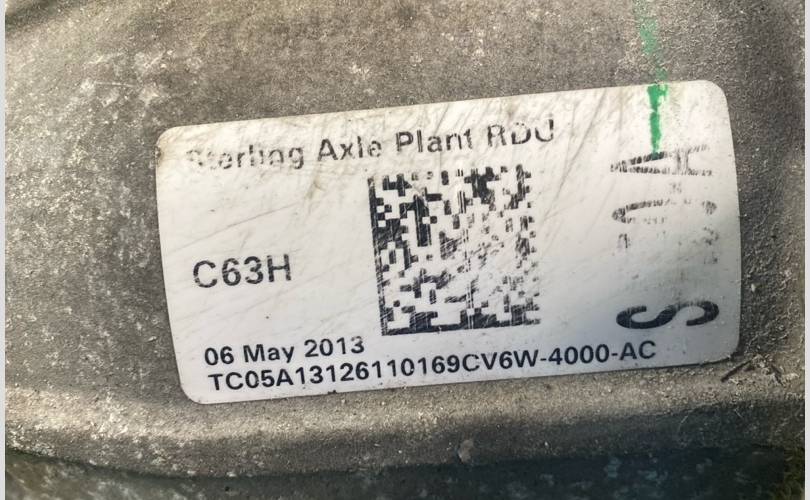 Sterling Axle Plant RDU
C63H
06 May 2013
TC05A13126110169CV6W-4000-AC
S